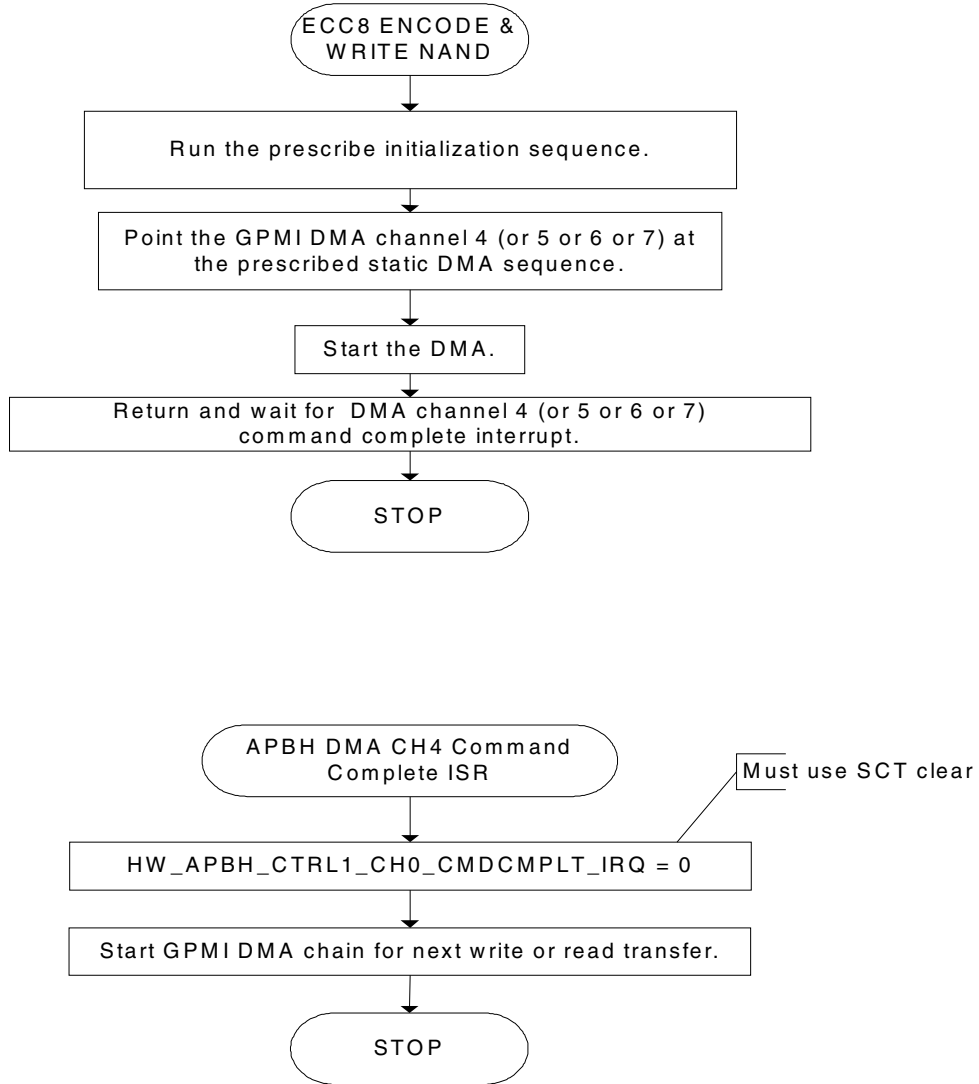 ECC8 ENCODE &
WRITE NAND
Run the prescribe initialization sequence.
Point the GPMI DMA channel 4 (or 5 or 6 or 7) at
the prescribed static DMA sequence.
Start the DMA.
Return and wait for DMA channel 4 (or 5 or 6 or 7)
command complete interrupt.
STOP
APBH DMA CH4 Command
Complete ISR
Must use SCT clear
HW_APBH_CTRL1_CH0_CMDCMPLT_IRQ = 0
Start GPMI DMA chain for next write or read transfer.
STOP